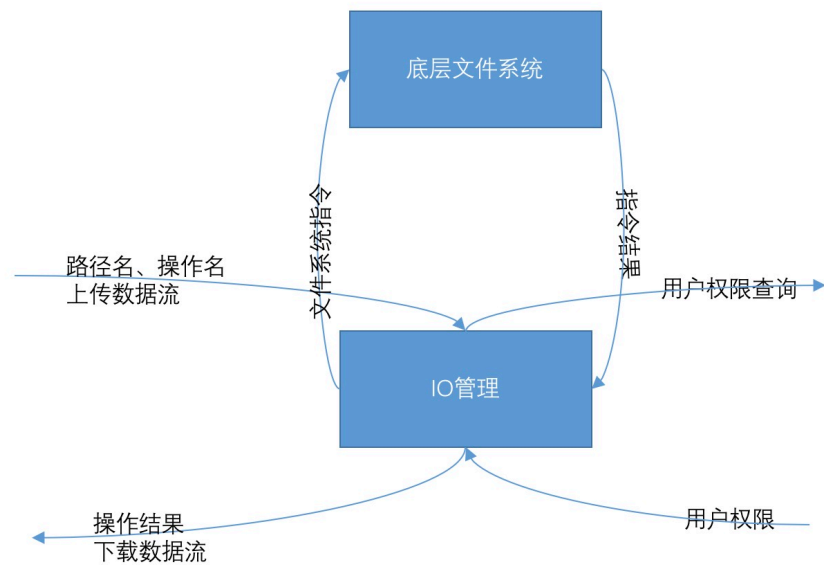 底层文件系统
文件系统指令
指令结果
路径名、操作名
上传数据流
用户权限查询
IO管理
操作结果
下载数据流
用户权限